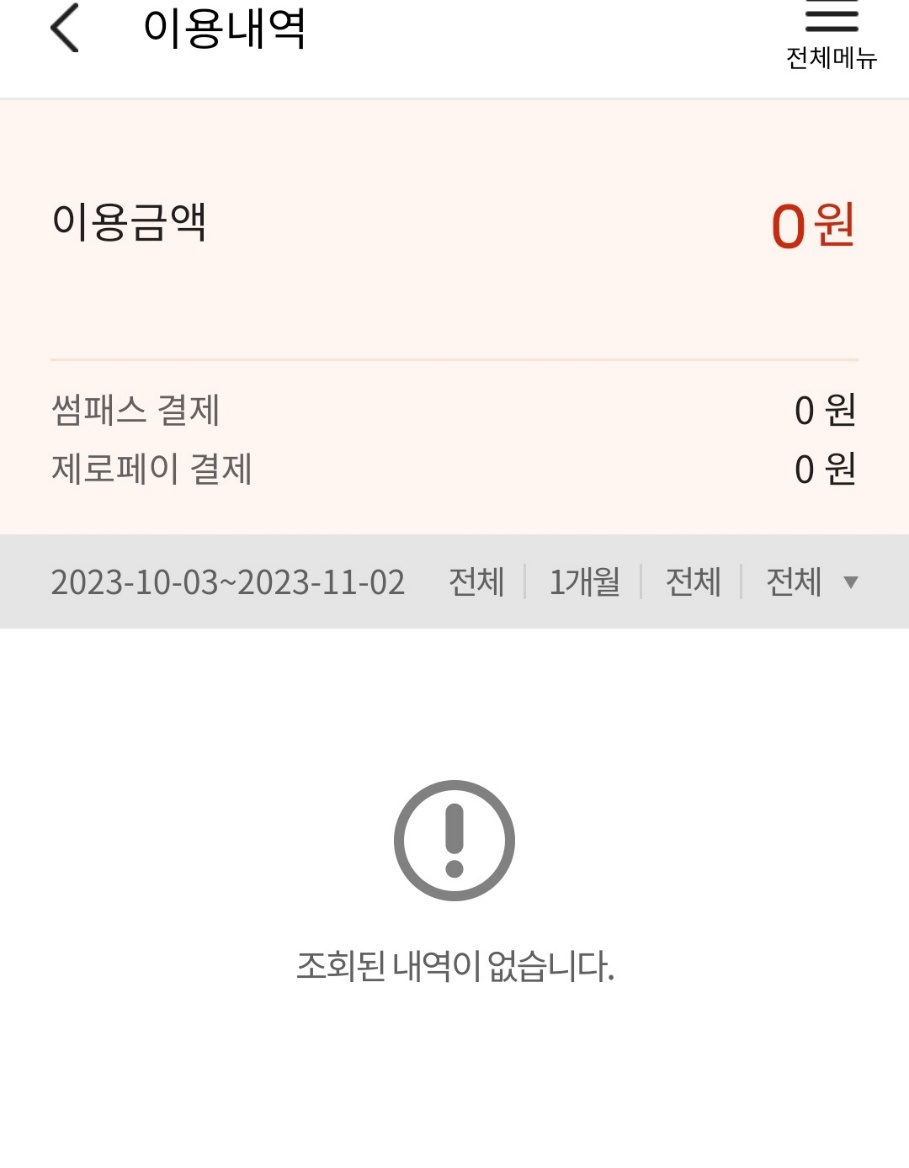 이용내역
전체메뉴
이용금액 0원
썸패스 결제 0 원
제로페이 결제 0 원
2023-10-03~2023-11-02 전체 1개월 전체 전체
조회된 내역이 없습니다.